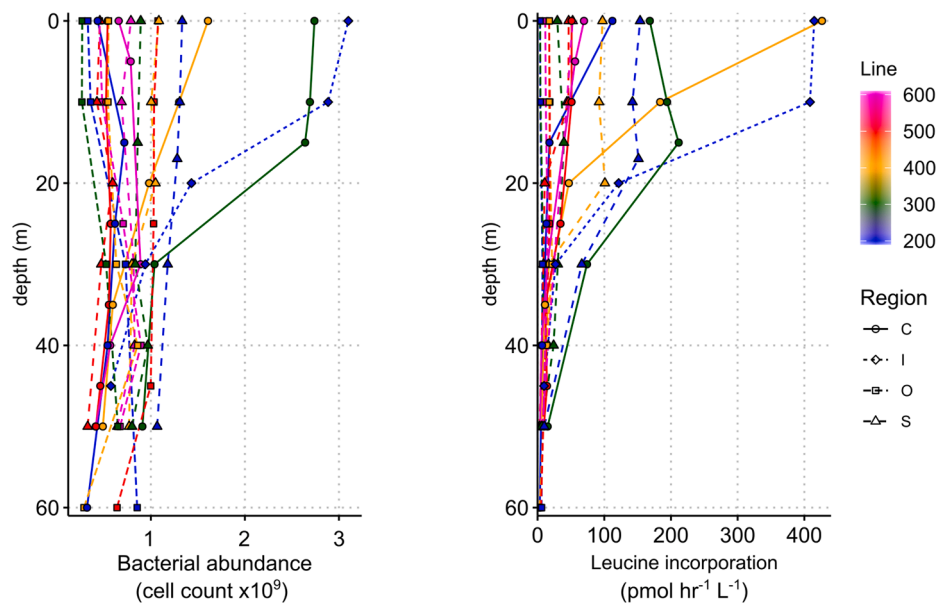 0
20
40
60
depth (m)
1
2
3
Bacterial abundance
(cell count x10⁹)
0
20
40
60
depth (m)
0
100
200
300
400
Leucine incorporation
(pmol hr⁻¹ L⁻¹)
Line
600
500
400
300
200
Region
C
I
O
S